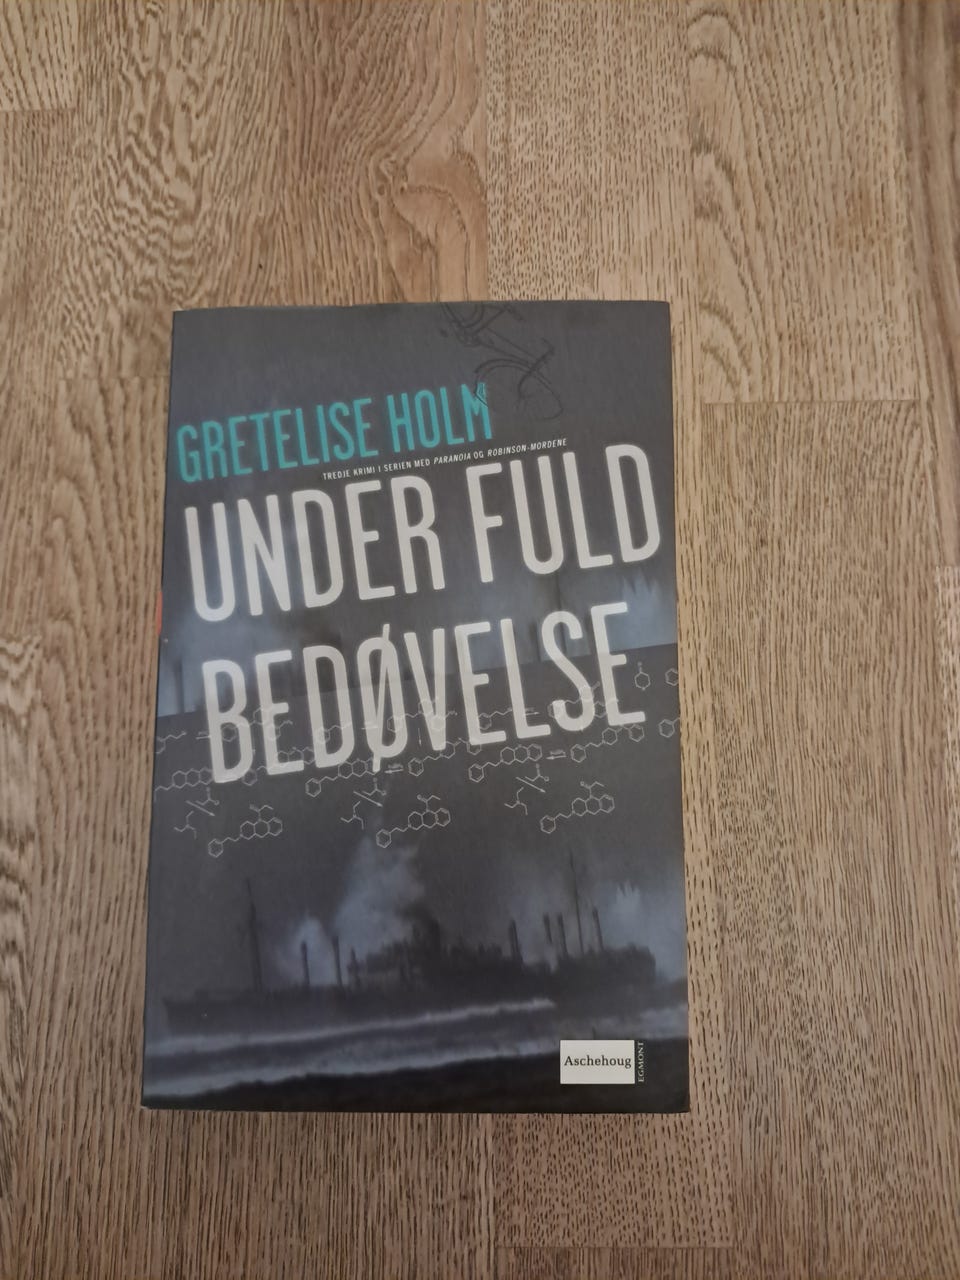 GRETELISE HOLM
TREDJE KRIMI I SERIEN MED PARANOIA OG ROBINSON-MORDENE
UNDER FULD
BEDØVELSE
Aschehoug
EGMONT